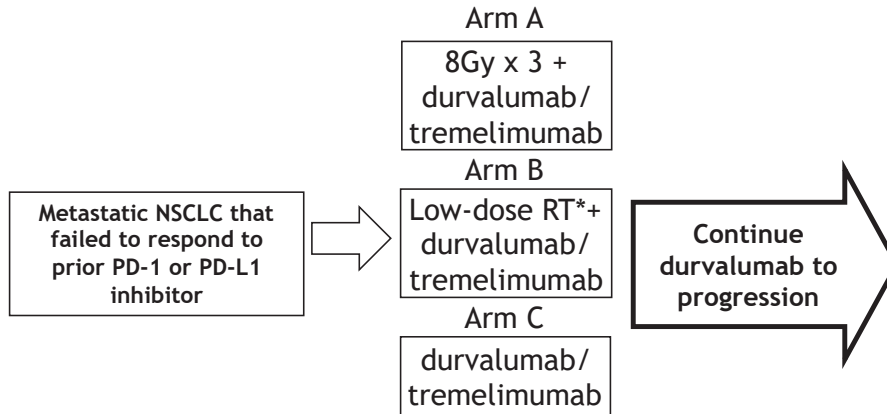 Arm A
8Gy x 3 +
durvalumab/
tremelimumab
Arm B
Metastatic NSCLC that
failed to respond to
prior PD-1 or PD-L1
inhibitor
Low-dose RT*+
durvalumab/
tremelimumab
Continue
durvalumab to
progression
Arm C
durvalumab/
tremelimumab